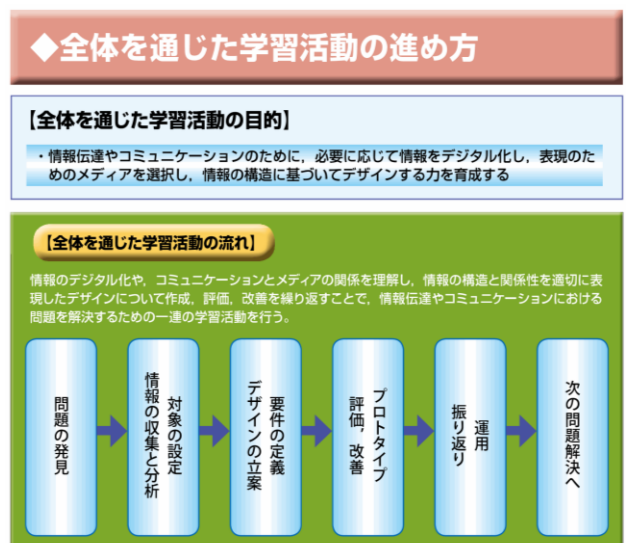 ◆全体を通じた学習活動の進め方
【全体を通じた学習活動の目的】
・情報伝達やコミュニケーションのために，必要に応じて情報をデジタル化し，表現のた
めのメディアを選択し，情報の構造に基づいてデザインする力を育成する
【全体を通じた学習活動の流れ】
情報のデジタル化や，コミュニケーションとメディアの関係を理解し，情報の構造と関係性を適切に表
現したデザインについて作成，評価，改善を繰り返すことで，情報伝達やコミュニケーションにおける
問題を解決するための一連の学習活動を行う。
問題の発見
対象の設定
情報の収集と分析
要件の定義
デザインの立案
プロトタイプ
評価，改善
運用
振り返り
次の問題解決へ